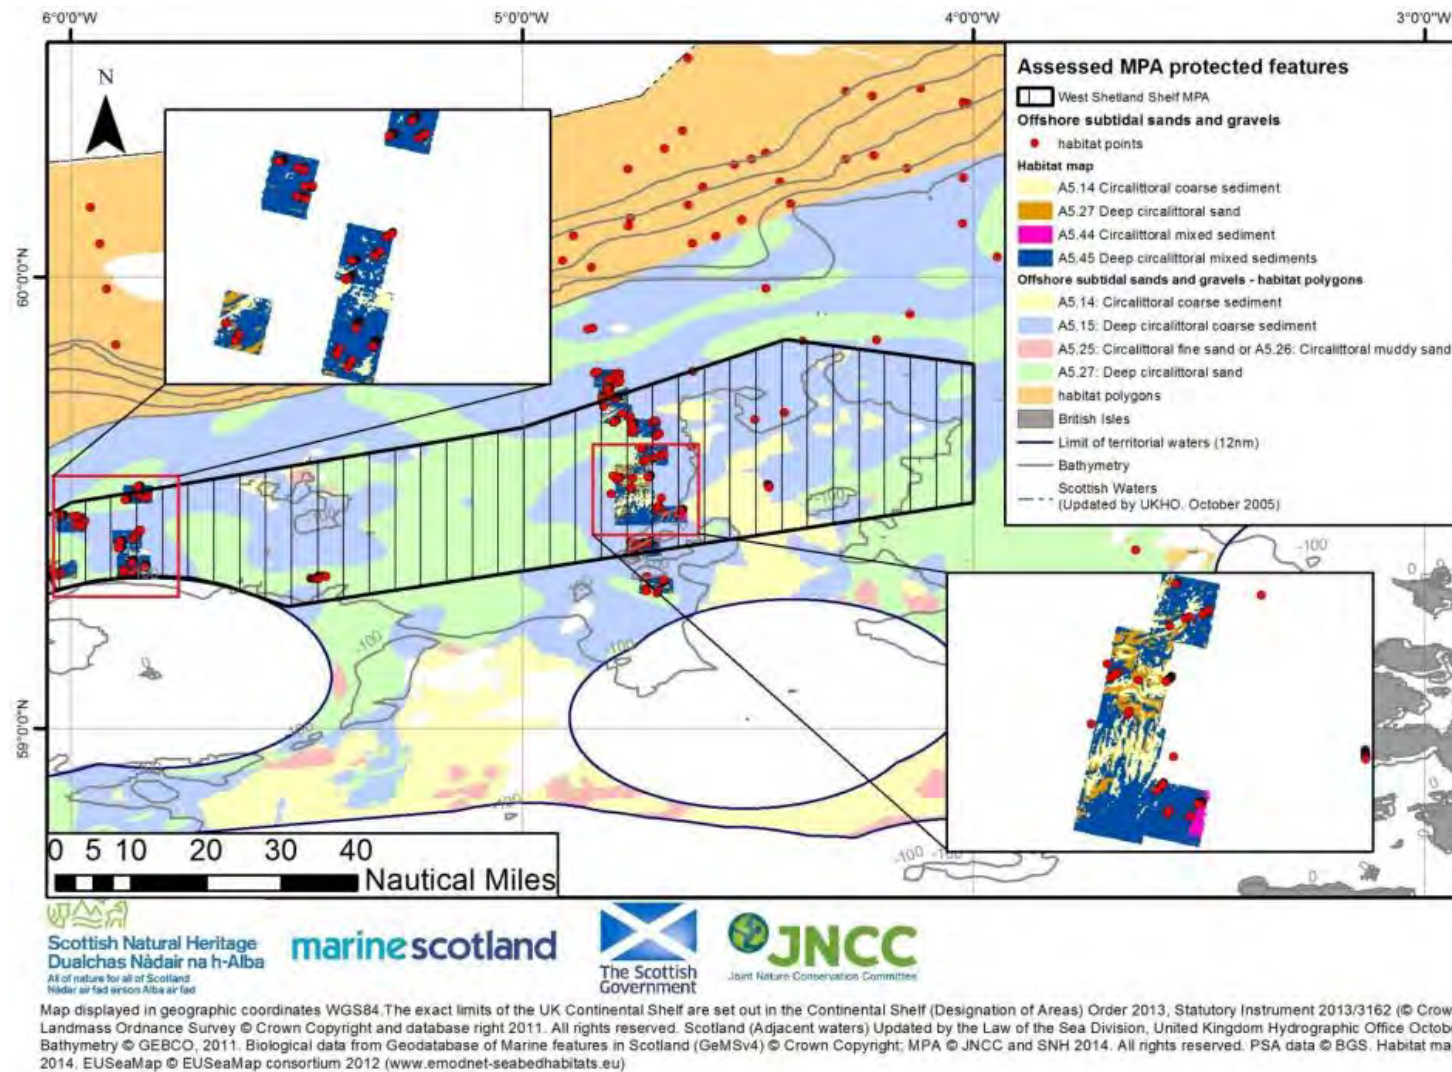 6°0'0"W 5°0'0"W 4°0'0"W 3°0'0"W
N
60°0'0"N
59°0'0"N
Assessed MPA protected features
West Shetland Shelf MPA
Offshore subtidal sands and gravels
habitat points
Habitat map
A5.14 Circalittoral coarse sediment
A5.27 Deep circalittoral sand
A5.44 Circalittoral mixed sediment
A5.45 Deep circalittoral mixed sediments
Offshore subtidal sands and gravels - habitat polygons
A5.14: Circalittoral coarse sediment
A5.15: Deep circalittoral coarse sediment
A5.25: Circalittoral fine sand or A5.26: Circalittoral muddy sand
A5.27: Deep circalittoral sand
habitat polygons
British Isles
Limit of territorial waters (12nm)
Bathymetry
Scottish Waters
(Updated by UKHO. October 2005)
-100
-100
-100
-100
-100
-100
-100
-100
0
0
0 5 10 20 30 40
Nautical Miles
Scottish Natural Heritage
Dualchas Nàdair na h-Alba
All of nature for all of Scotland
Nàdar air fad airson Alba air fad
marinescotland
The Scottish
Government
JNCC
Joint Nature Conservation Committee
Map displayed in geographic coordinates WGS84.The exact limits of the UK Continental Shelf are set out in the Continental Shelf (Designation of Areas) Order 2013, Statutory Instrument 2013/3162 (© Crow
Landmass Ordnance Survey © Crown Copyright and database right 2011. All rights reserved. Scotland (Adjacent waters) Updated by the Law of the Sea Division, United Kingdom Hydrographic Office Octobe
Bathymetry © GEBCO, 2011. Biological data from Geodatabase of Marine features in Scotland (GeMSv4) © Crown Copyright; MPA © JNCC and SNH 2014. All rights reserved. PSA data © BGS. Habitat ma
2014. EUSeaMap © EUSeaMap consortium 2012 (www.emodnet-seabedhabitats.eu)